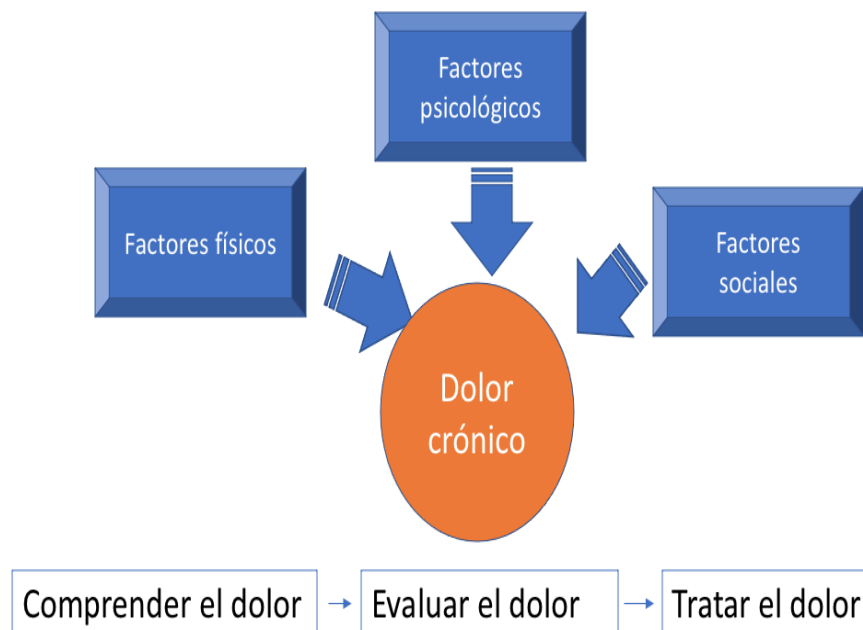 Factores
psicológicos
Factores físicos
Factores
sociales
Dolor
crónico
Comprender el dolor
Evaluar el dolor
Tratar el dolor